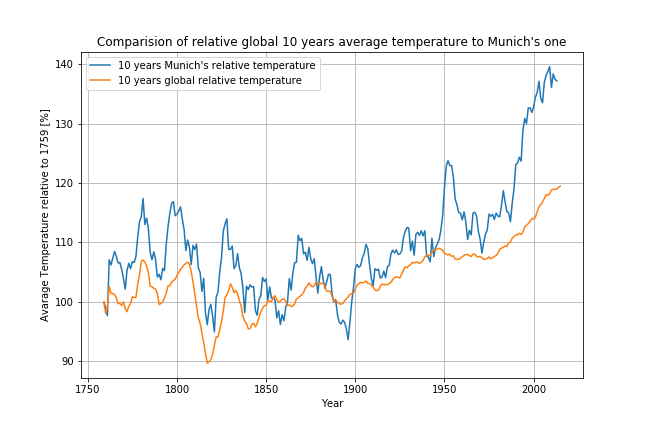 Comparision of relative global 10 years average temperature to Munich's one
10 years Munich's relative temperature
10 years global relative temperature
Avarage Temperature relative to 1759 [%]
140
130
120
110
100
90
1750
1800
1850
1900
1950
2000
Year